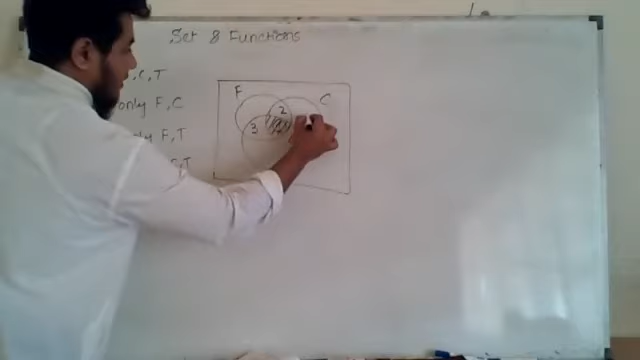 Set & Functions
, C, T
only F, C
F, T
, T
F
C
2
3